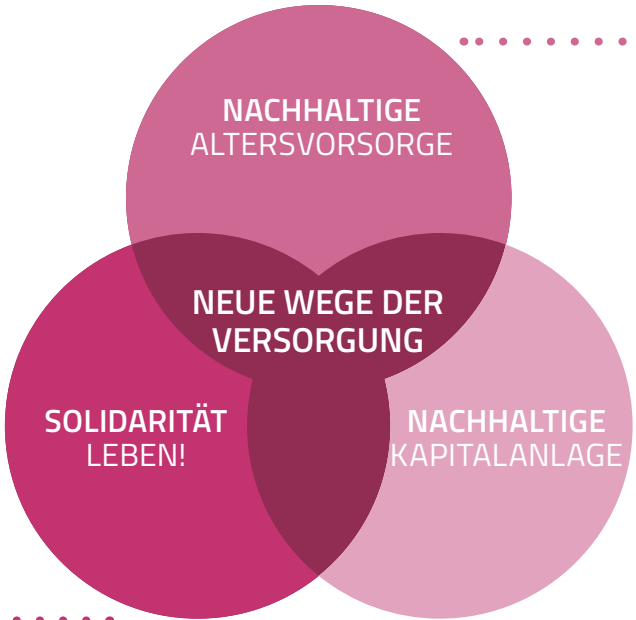 NACHHALTIGE
ALTERSVORSORGE
NEUE WEGE DER
VERSORGUNG
SOLIDARITÄT
LEBEN!
NACHHALTIGE
KAPITALANLAGE